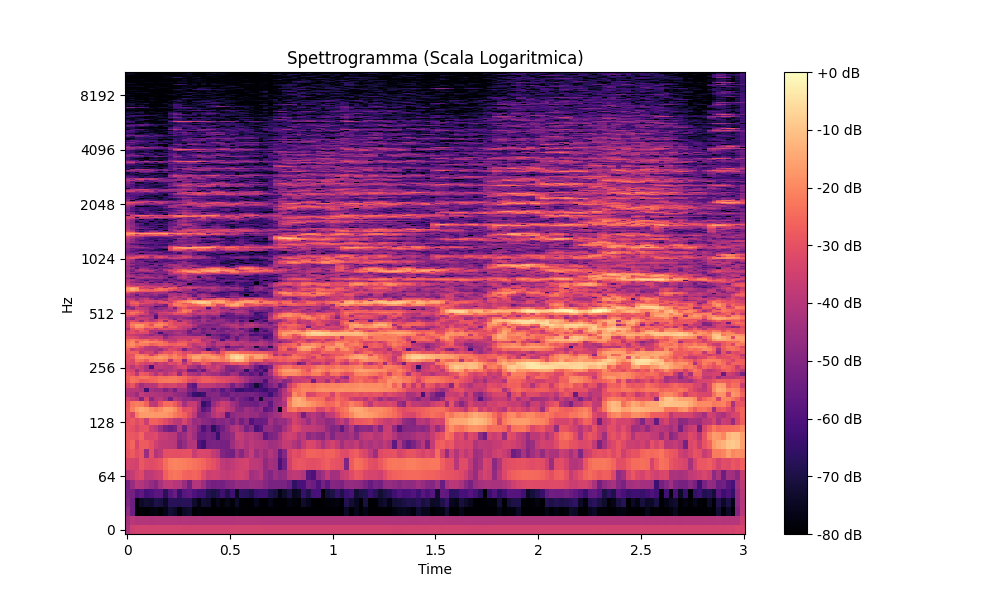 Spettrogramma (Scala Logaritmica)
Hz
8192
4096
2048
1024
512
256
128
64
0
0
0.5
1
1.5
2
2.5
3
Time
+0 dB
-10 dB
-20 dB
-30 dB
-40 dB
-50 dB
-60 dB
-70 dB
-80 dB